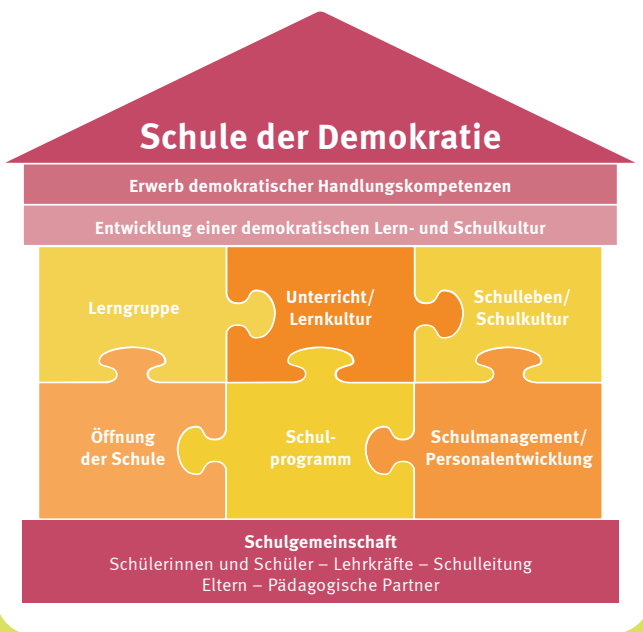 Schule der Demokratie
Erwerb demokratischer Handlungskompetenzen
Entwicklung einer demokratischen Lern- und Schulkultur
Lerngruppe
Unterricht/
Lernkultur
Schulleben/
Schulkultur
Öffnung
der Schule
Schul-
programm
Schulmanagement/
Personalentwicklung
Schulgemeinschaft
Schülerinnen und Schüler – Lehrkräfte – Schulleitung
Eltern – Pädagogische Partner